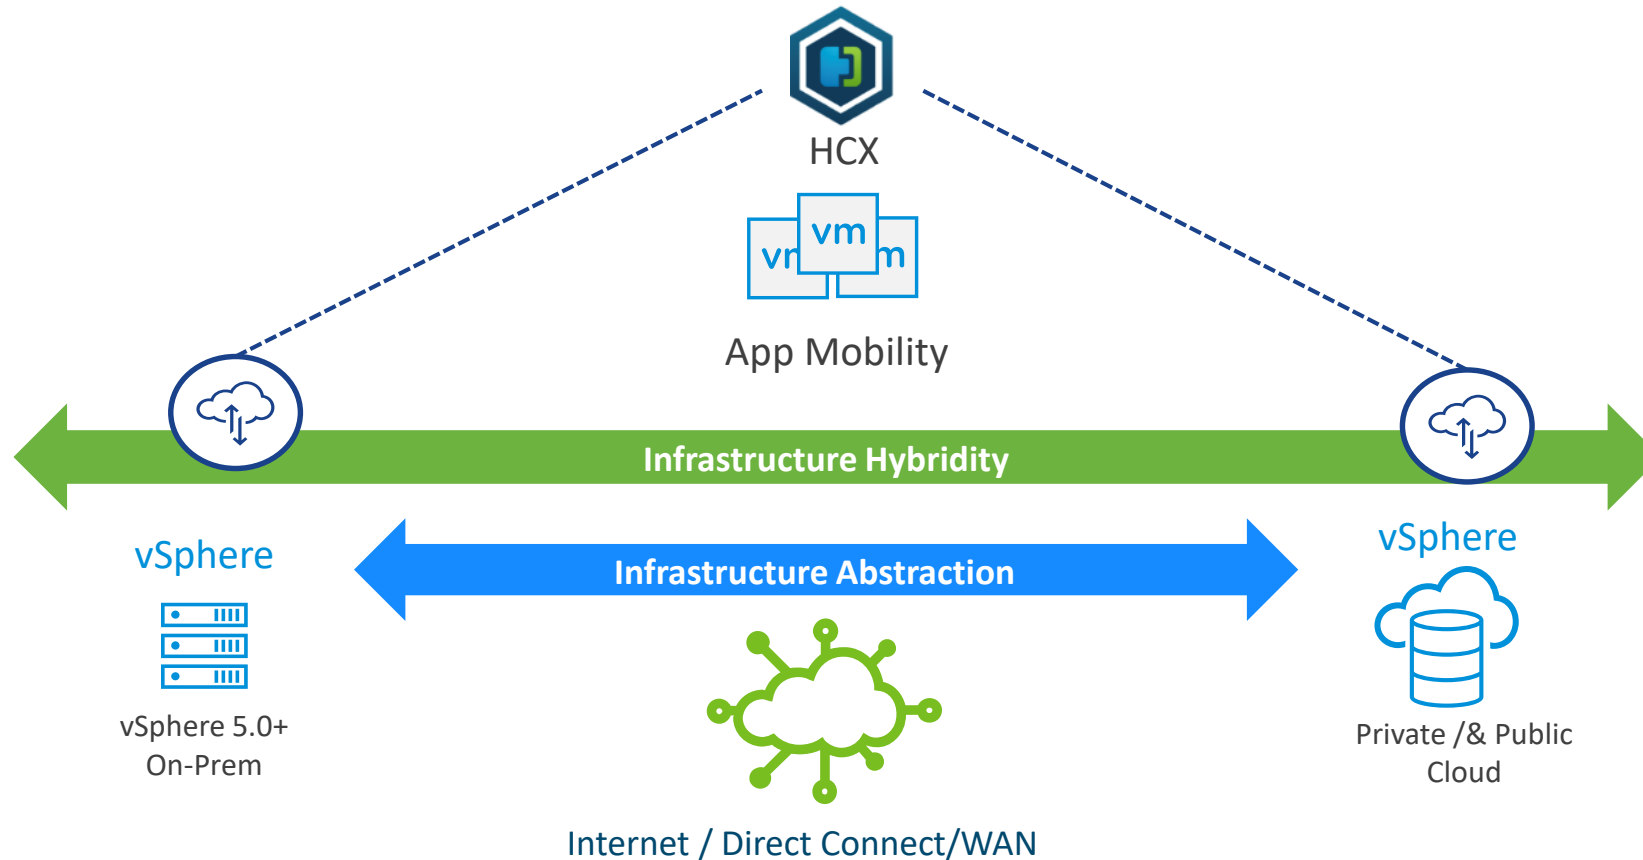 HCX
vm
vm
m
App Mobility
Infrastructure Hybridity
vSphere
vSphere
Infrastructure Abstraction
vSphere 5.0+
On-Prem
Private /& Public
Cloud
Internet / Direct Connect/WAN